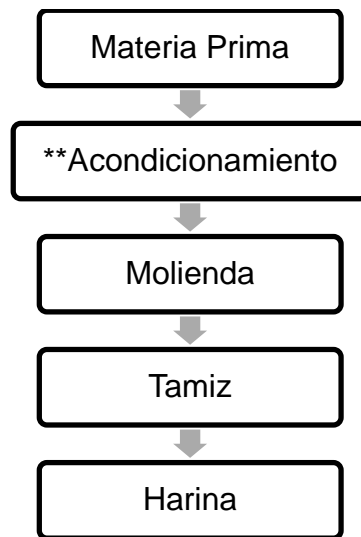 Materia Prima
**Acondicionamiento
Molienda
Tamiz
Harina